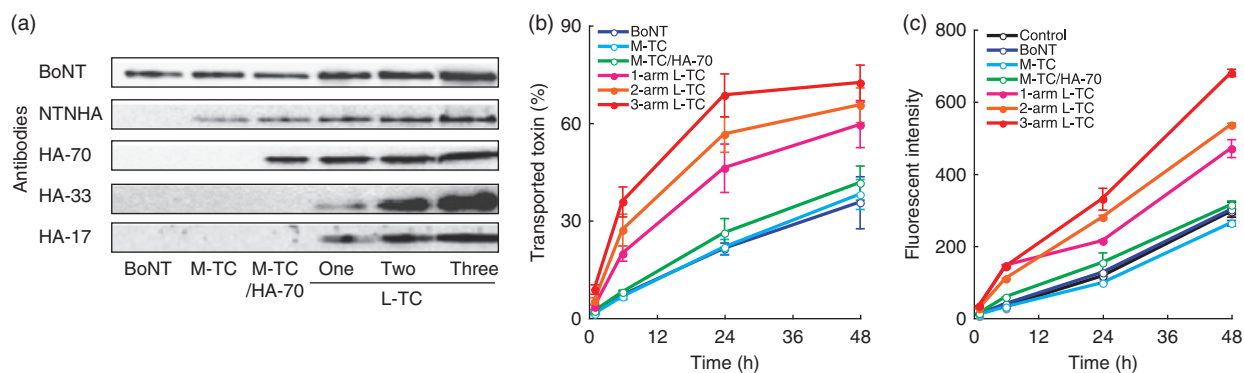 (a)
Antibodies
BoNT
NTNHA
HA-70
HA-33
HA-17
BoNT M-TC M-TC /HA-70 One Two Three
L-TC
(b)
Transported toxin (%)
90
60
30
0
BoNT
M-TC
M-TC/HA-70
1-arm L-TC
2-arm L-TC
3-arm L-TC
12 24 36 48
Time (h)
(c)
Fluorescent intensity
800
600
400
200
0
Control
BoNT
M-TC
M-TC/HA-70
1-arm L-TC
2-arm L-TC
3-arm L-TC
12 24 36 48
Time (h)